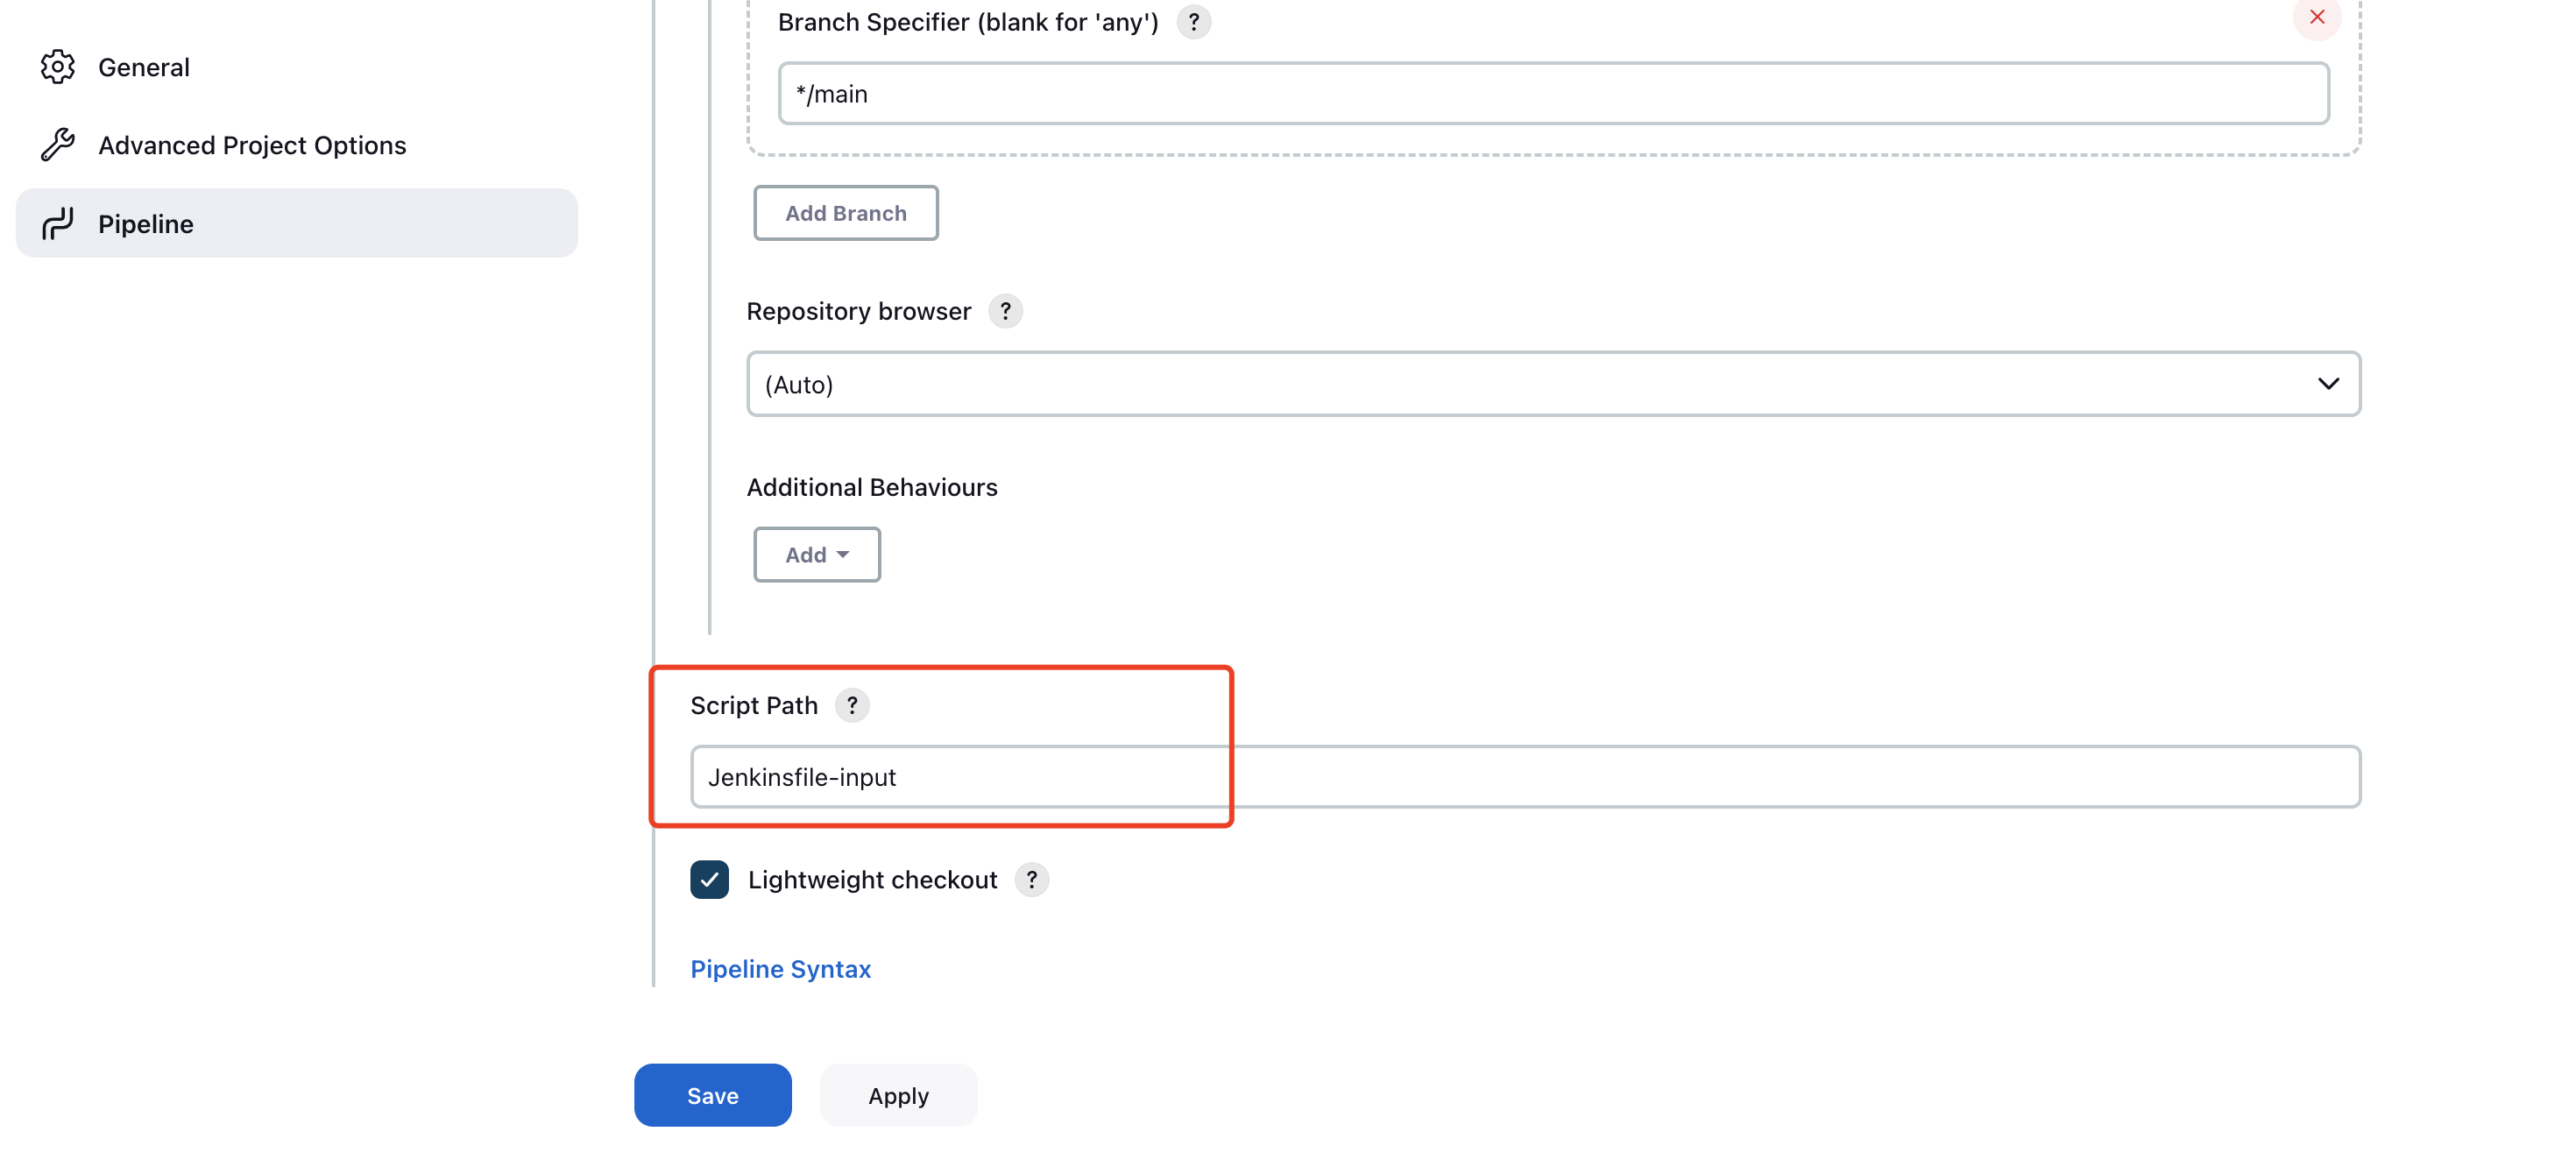 General
Advanced Project Options
Pipeline
Branch Specifier (blank for 'any') ?
*/main
Add Branch
Repository browser ?
(Auto)
Additional Behaviours
Add
Script Path ?
Jenkinsfile-input
Lightweight checkout ?
Pipeline Syntax
Save Apply